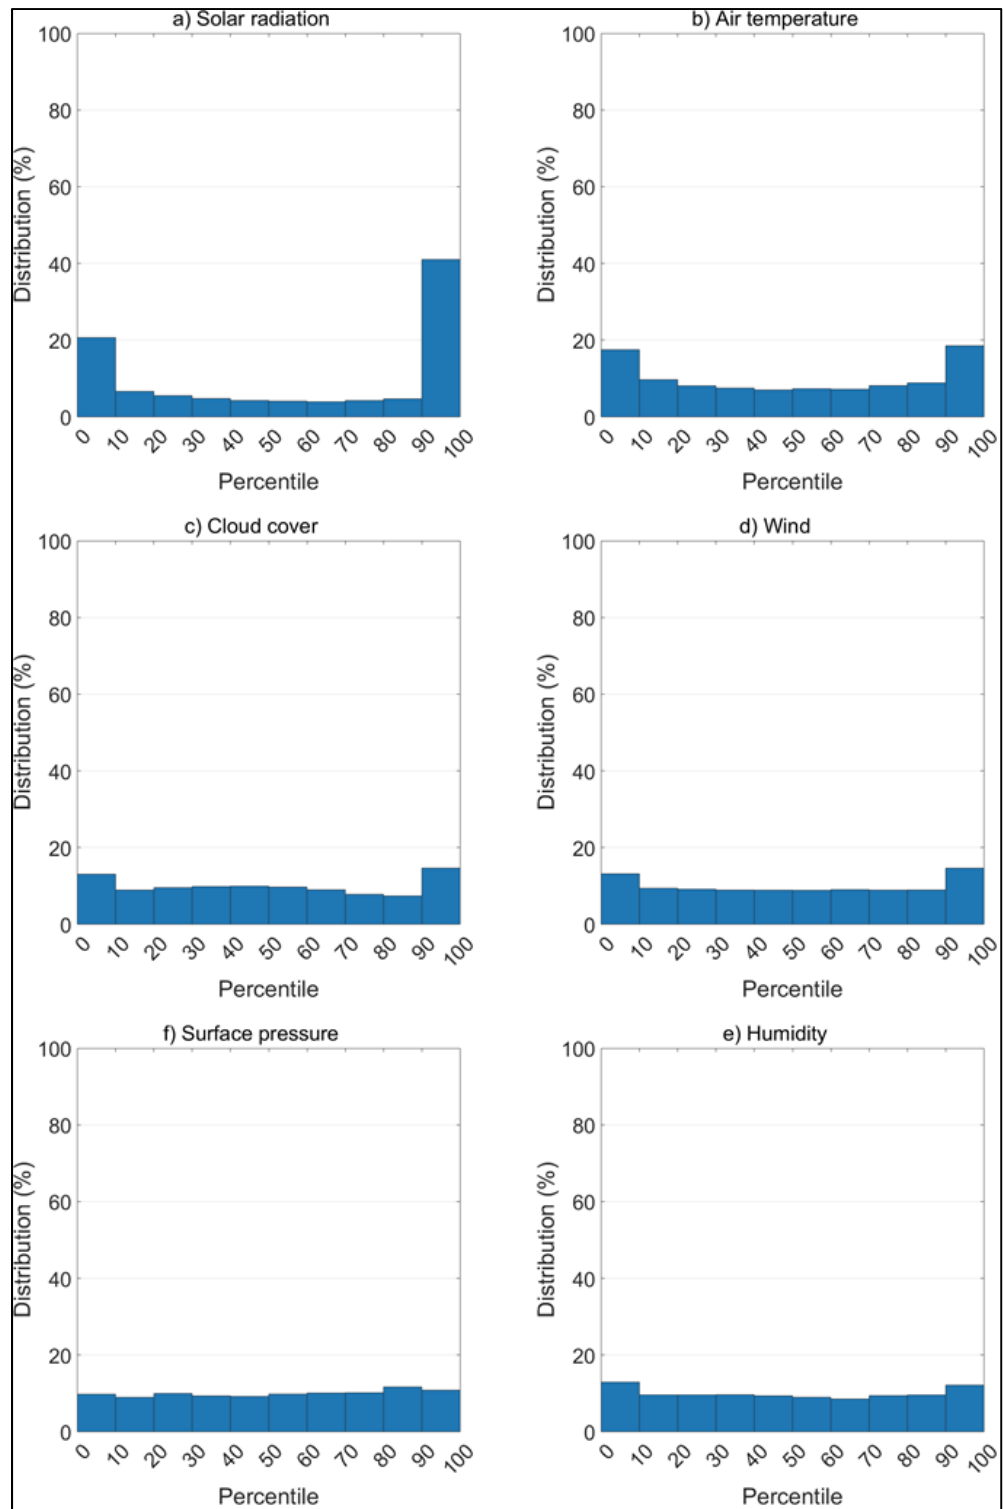 a) Solar radiation
100
80
60
40
20
0
Distribution (%)
0 10 20 30 40 50 60 70 80 90 100
Percentile
b) Air temperature
100
80
60
40
20
0
Distribution (%)
0 10 20 30 40 50 60 70 80 90 100
Percentile
c) Cloud cover
100
80
60
40
20
0
Distribution (%)
0 10 20 30 40 50 60 70 80 90 100
Percentile
d) Wind
100
80
60
40
20
0
Distribution (%)
0 10 20 30 40 50 60 70 80 90 100
Percentile
f) Surface pressure
100
80
60
40
20
0
Distribution (%)
0 10 20 30 40 50 60 70 80 90 100
Percentile
e) Humidity
100
80
60
40
20
0
Distribution (%)
0 10 20 30 40 50 60 70 80 90 100
Percentile